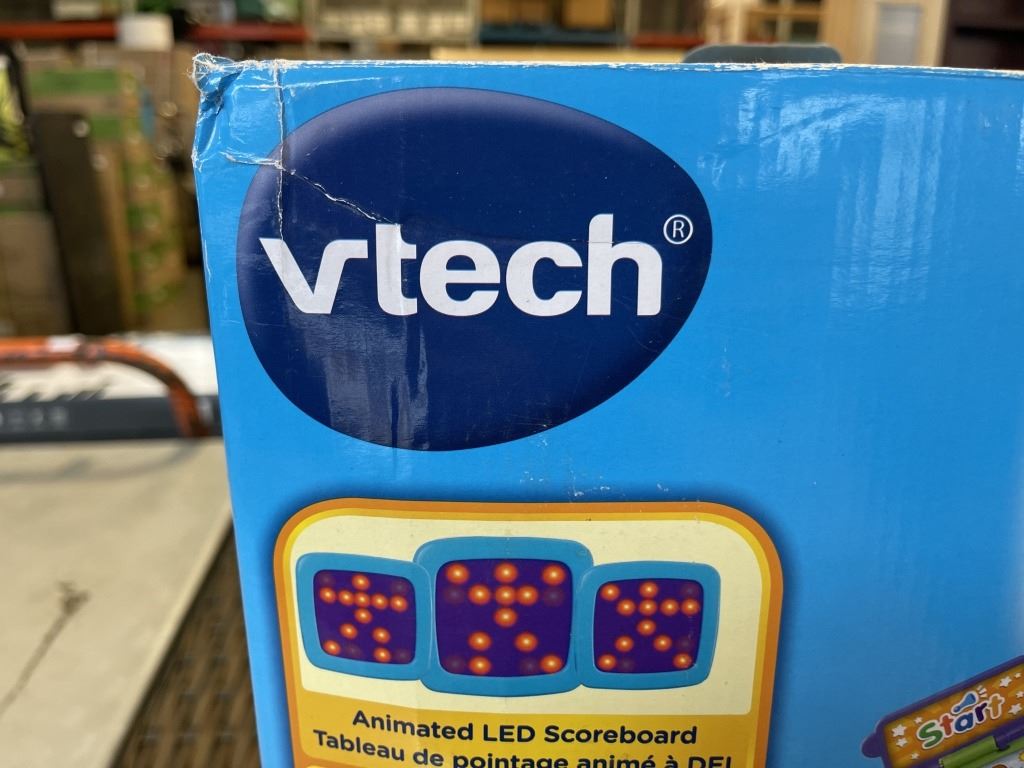 vtech®
Animated LED Scoreboard
Tableau de pointage animé à DEL
Start